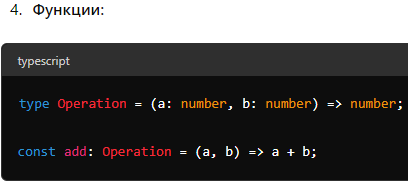 4. Функции:
typescript
type Operation = (a: number, b: number) => number;
const add: Operation = (a, b) => a + b;